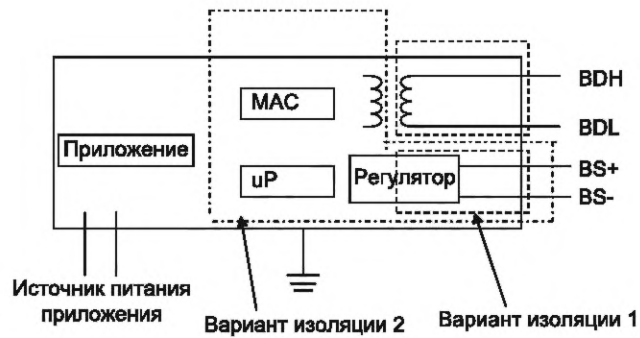 BDH
MAC
BDL
Приложение
BS+
uP
Регулятор
BS-
Источник питания
приложения
Вариант изоляции 2
Вариант изоляции 1